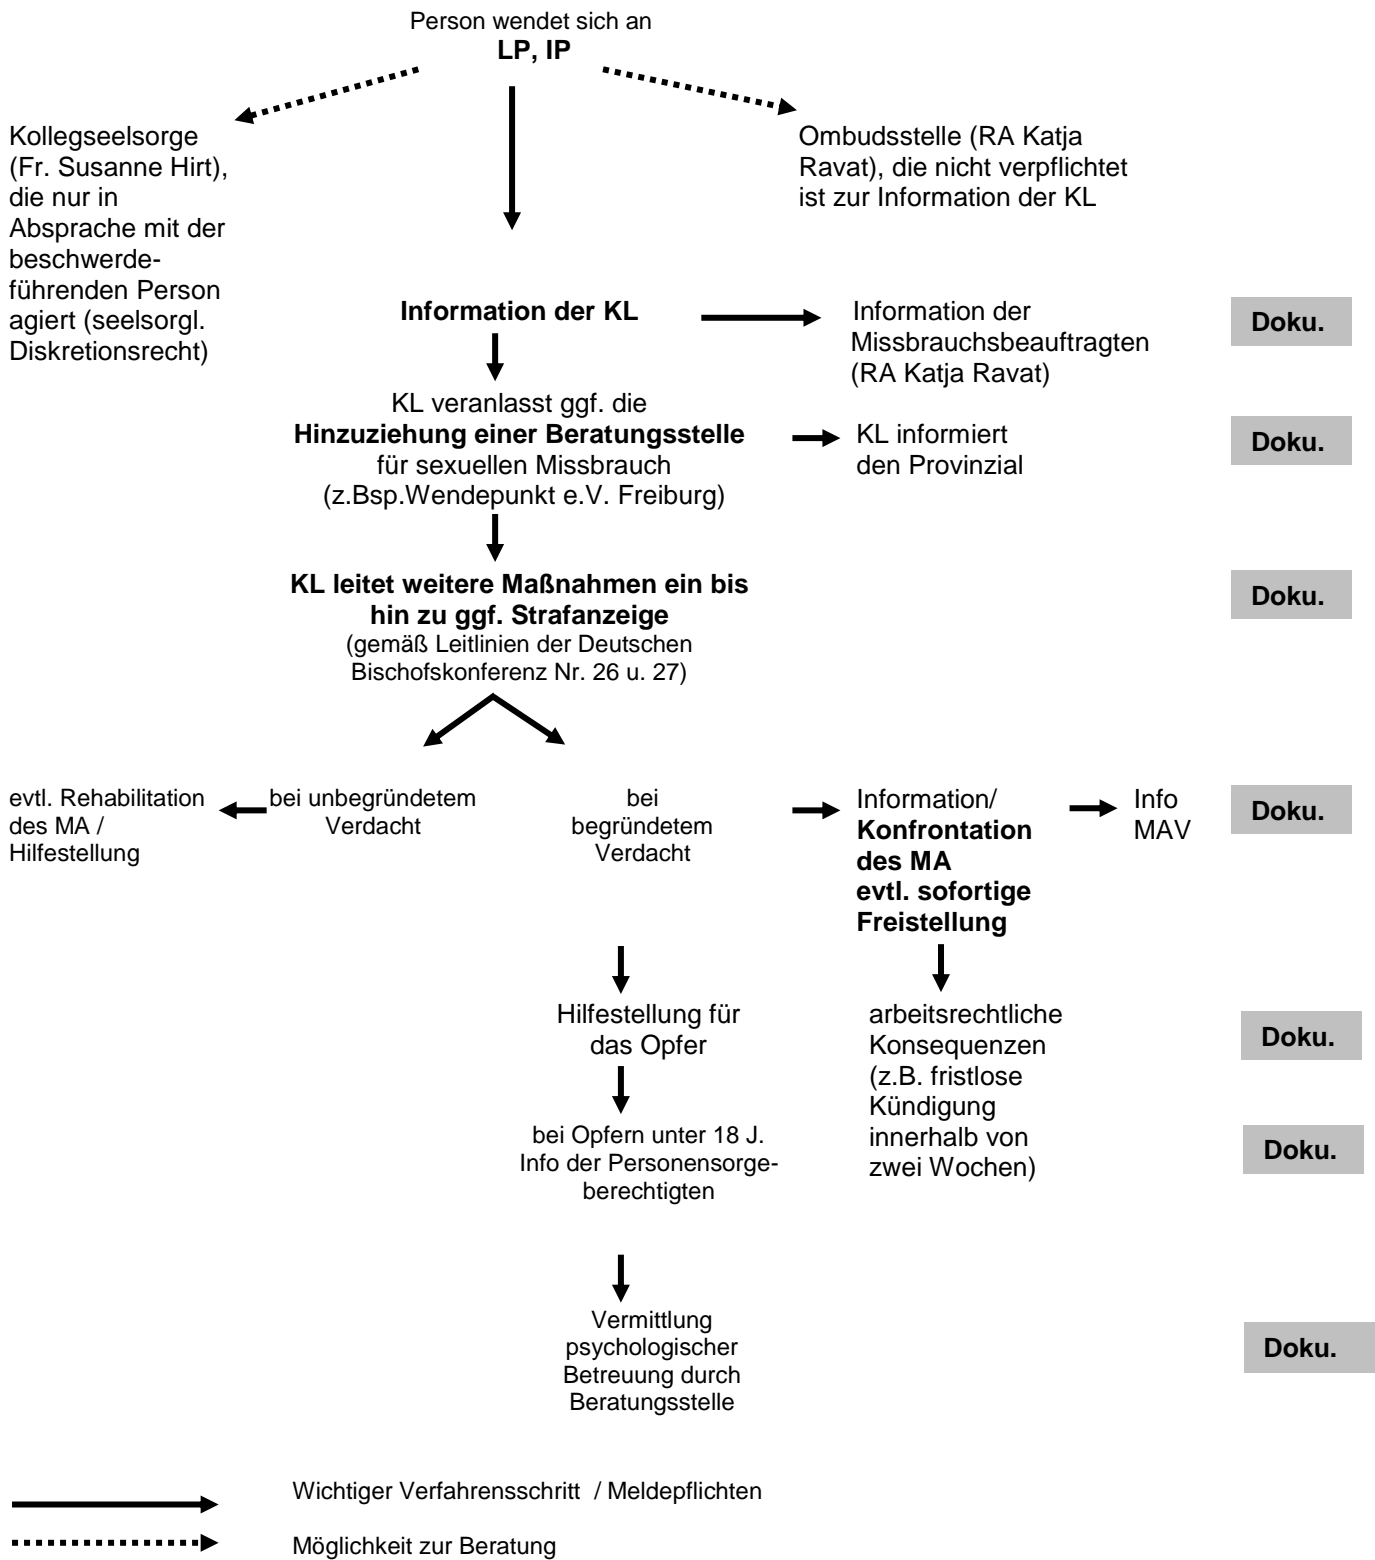 Person wendet sich an
LP, IP
Kollegseelsorge
(Fr. Susanne Hirt),
die nur in
Absprache mit der
beschwerde-
führenden Person
agiert (seelsorgl.
Diskretionsrecht)
Ombudsstelle (RA Katja
Ravat), die nicht verpflichtet
ist zur Information der KL
Information der KL
Information der
Missbrauchsbeauftragten
(RA Katja Ravat)
Doku.
KL veranlasst ggf. die
Hinzuziehung einer Beratungsstelle
für sexuellen Missbrauch
(z.Bsp.Wendepunkt e.V. Freiburg)
KL informiert
den Provinzial
Doku.
KL leitet weitere Maßnahmen ein bis
hin zu ggf. Strafanzeige
(gemäß Leitlinien der Deutschen
Bischofskonferenz Nr. 26 u. 27)
Doku.
evtl. Rehabilitation
des MA /
Hilfestellung
bei unbegründetem
Verdacht
bei
begründetem
Verdacht
Information/
Konfrontation
des MA
evtl. sofortige
Freistellung
Info
MAV
Doku.
Hilfestellung für
das Opfer
arbeitsrechtliche
Konsequenzen
(z.B. fristlose
Kündigung
innerhalb von
zwei Wochen)
Doku.
bei Opfern unter 18 J.
Info der Personensorge-
berechtigten
Doku.
Vermittlung
psychologischer
Betreuung durch
Beratungsstelle
Doku.
Wichtiger Verfahrensschritt / Meldepflichten
Möglichkeit zur Beratung